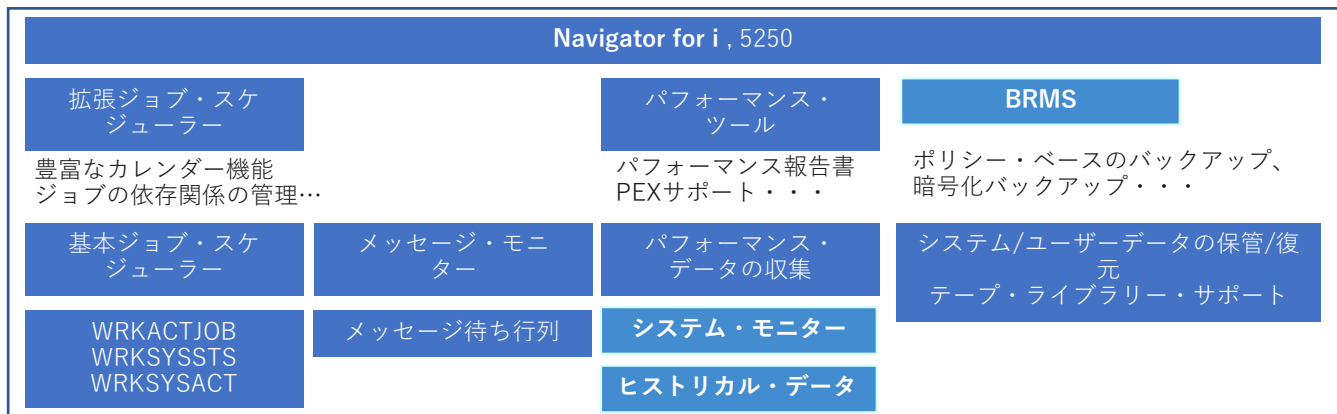 Navigator for i , 5250
拡張ジョブ・スケ
ジューラー
パフォーマンス・
ツール
BRMS
豊富なカレンダー機能
ジョブの依存関係の管理…
パフォーマンス報告書
PEXサポート・・・
ポリシー・ベースのバックアップ、
暗号化バックアップ・・・
基本ジョブ・スケ
ジューラー
メッセージ・モニ
ター
パフォーマンス・
データの収集
システム/ユーザーデータの保管/復
元
テープ・ライブラリー・サポート
WRKACTJOB
WRKSYSSTS
WRKSYSACT
メッセージ待ち行列
システム・モニター
ヒストリカル・データ